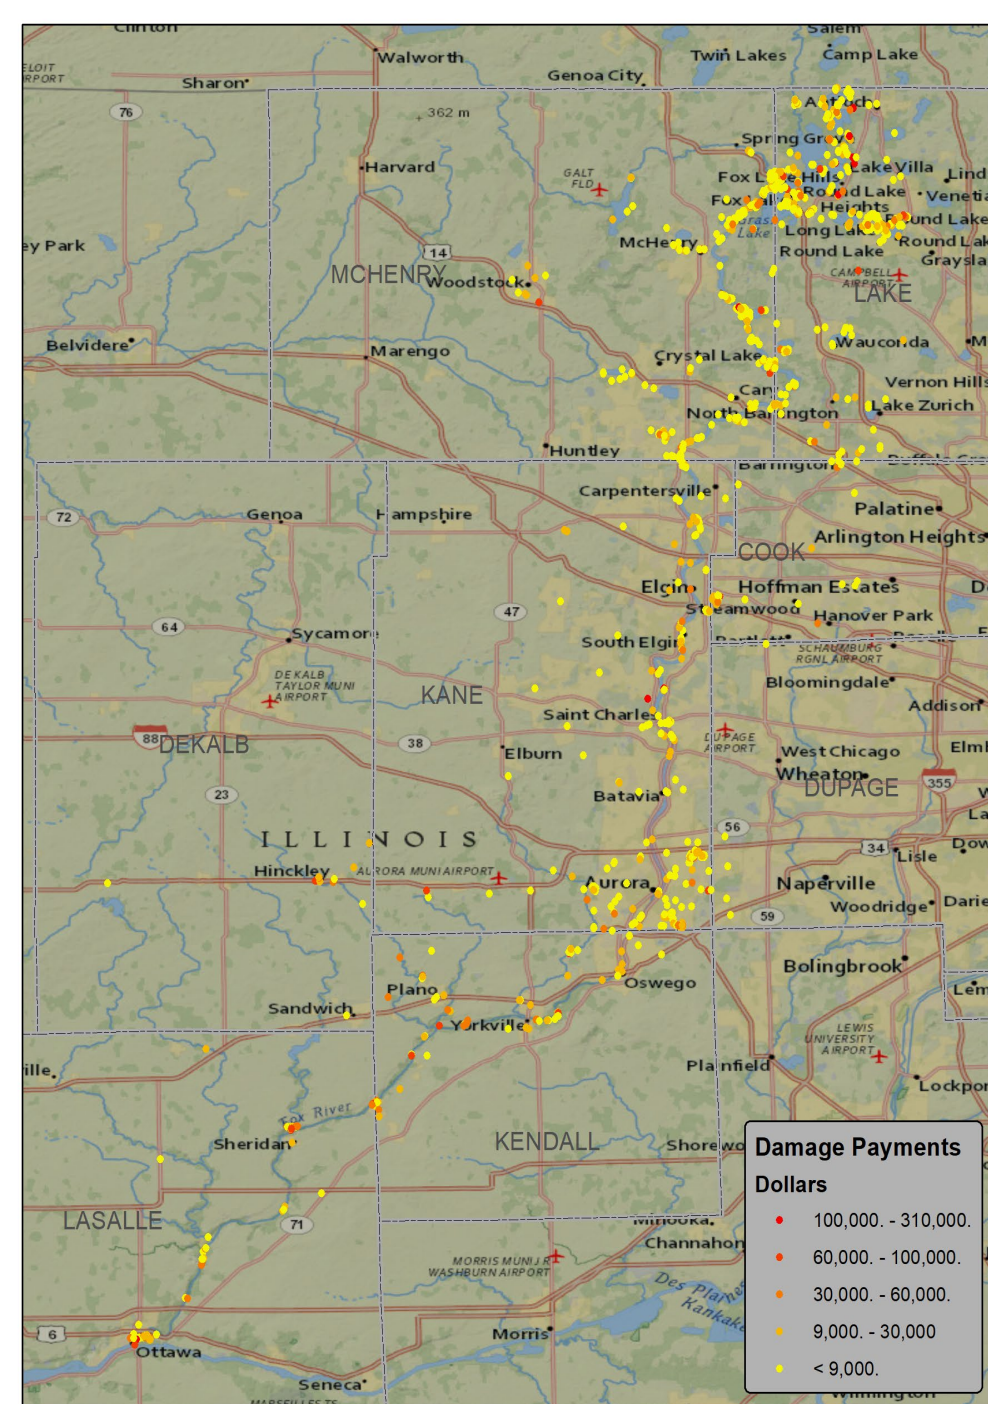 Clinton
Salem
Walworth
Twin Lakes
Camp Lake
Genoa City
Sharon
76
362 m
Spring Grove
Harvard
GALT
FLD
Lake Villa
Heights
Long Lake
McHenry
Round Lake
Round Lake
14
MCHENRY
Woodstock
CAMPBELL
AIRPORT
LAKE
Belvidere
Marengo
Wauconda
Crystal Lake
Vernon Hills
Lake Zurich
North Barrington
Huntley
Barrington
Carpentersville
72
Genoa
Hampshire
Palatine
Arlington Heights
COOK
Elgin
Hoffman Estates
47
Streamwood
Hanover Park
64
Sycamore
South Elgin
Bartlett
SCHAUMBURG
RGNL AIRPORT
DE KALB
TAYLOR MUNI
AIRPORT
KANE
Bloomingdale
Addison
Saint Charles
88
DEKALB
38
Elburn
DUPAGE
AIRPORT
West Chicago
Wheaton
DUPAGE
355
23
Batavia
56
ILLINOIS
34
Lisle
Hinckley
AURORA MUNI AIRPORT
Aurora
Naperville
Woodridge
59
Bolingbrook
Oswego
Plano
Sandwich
Yorkville
LEWIS
UNIVERSITY
AIRPORT
Plainfield
Fox River
Sheridan
KENDALL
LASALLE
71
Minooka
Channahon
MORRIS MUNI J R
WASHBURN AIRPORT
Des Plaines
6
Ottawa
Morris
Seneca
Wilmington
Damage Payments
Dollars
100,000. - 310,000.
60,000. - 100,000.
30,000. - 60,000.
9,000. - 30,000
< 9,000.